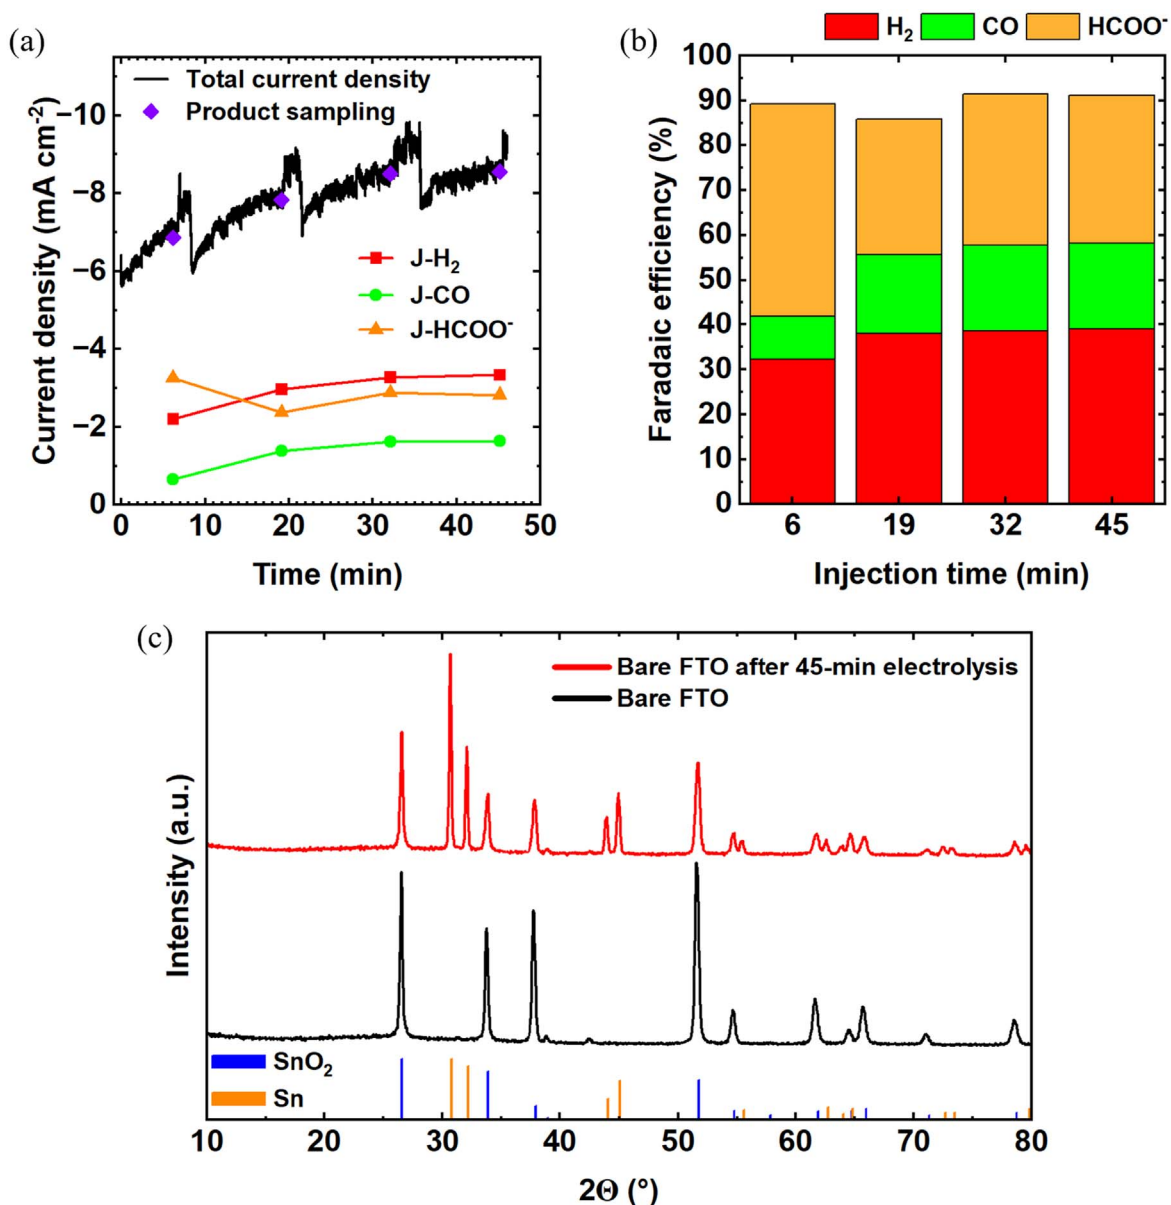 (a)
Total current density
Product sampling
J-H₂
J-CO
J-HCOO⁻
Current density (mA cm⁻²)
−10
−8
−6
−4
−2
0
0 10 20 30 40 50
Time (min)
(b)
H₂ CO HCOO⁻
Faradaic efficiency (%)
100
90
80
70
60
50
40
30
20
10
0
6 19 32 45
Injection time (min)
(c)
Bare FTO after 45-min electrolysis
Bare FTO
Intensity (a.u.)
SnO₂
Sn
10 20 30 40 50 60 70 80
2Θ (°)